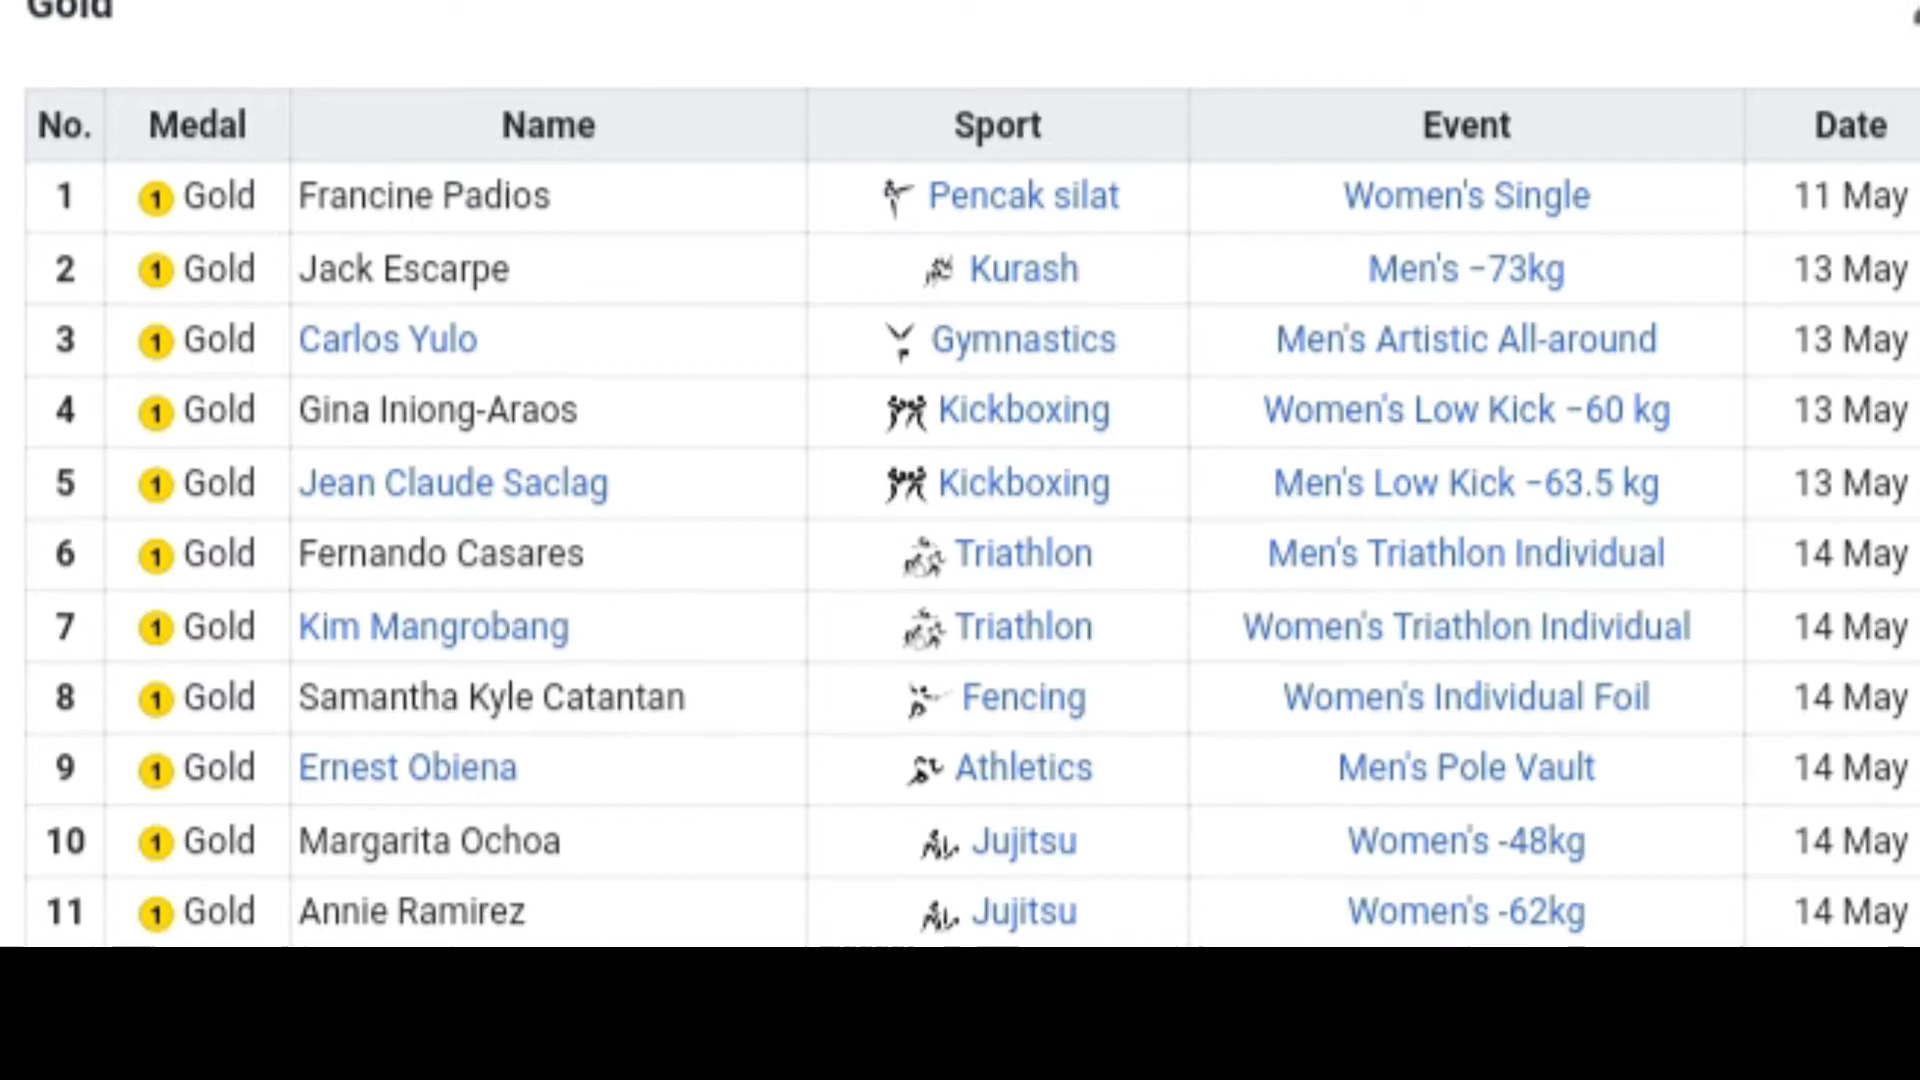 Gold
No. Medal Name Sport Event Date
1 1 Gold Francine Padios Pencak silat Women's Single 11 May
2 1 Gold Jack Escarpe Kurash Men's −73kg 13 May
3 1 Gold Carlos Yulo Gymnastics Men's Artistic All-around 13 May
4 1 Gold Gina Iniong-Araos Kickboxing Women's Low Kick −60 kg 13 May
5 1 Gold Jean Claude Saclag Kickboxing Men's Low Kick −63.5 kg 13 May
6 1 Gold Fernando Casares Triathlon Men's Triathlon Individual 14 May
7 1 Gold Kim Mangrobang Triathlon Women's Triathlon Individual 14 May
8 1 Gold Samantha Kyle Catantan Fencing Women's Individual Foil 14 May
9 1 Gold Ernest Obiena Athletics Men's Pole Vault 14 May
10 1 Gold Margarita Ochoa Jujitsu Women's -48kg 14 May
11 1 Gold Annie Ramirez Jujitsu Women's -62kg 14 May